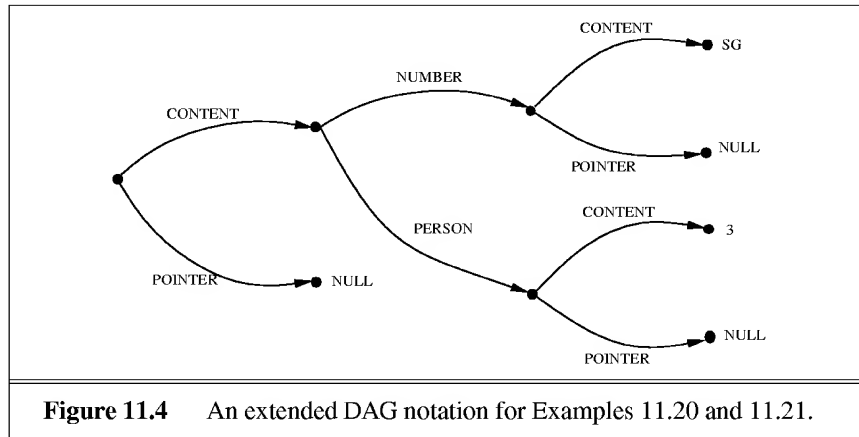 CONTENT
SG
NUMBER
CONTENT
POINTER
NULL
CONTENT
3
PERSON
POINTER
NULL
POINTER
NULL
Figure 11.4 An extended DAG notation for Examples 11.20 and 11.21.